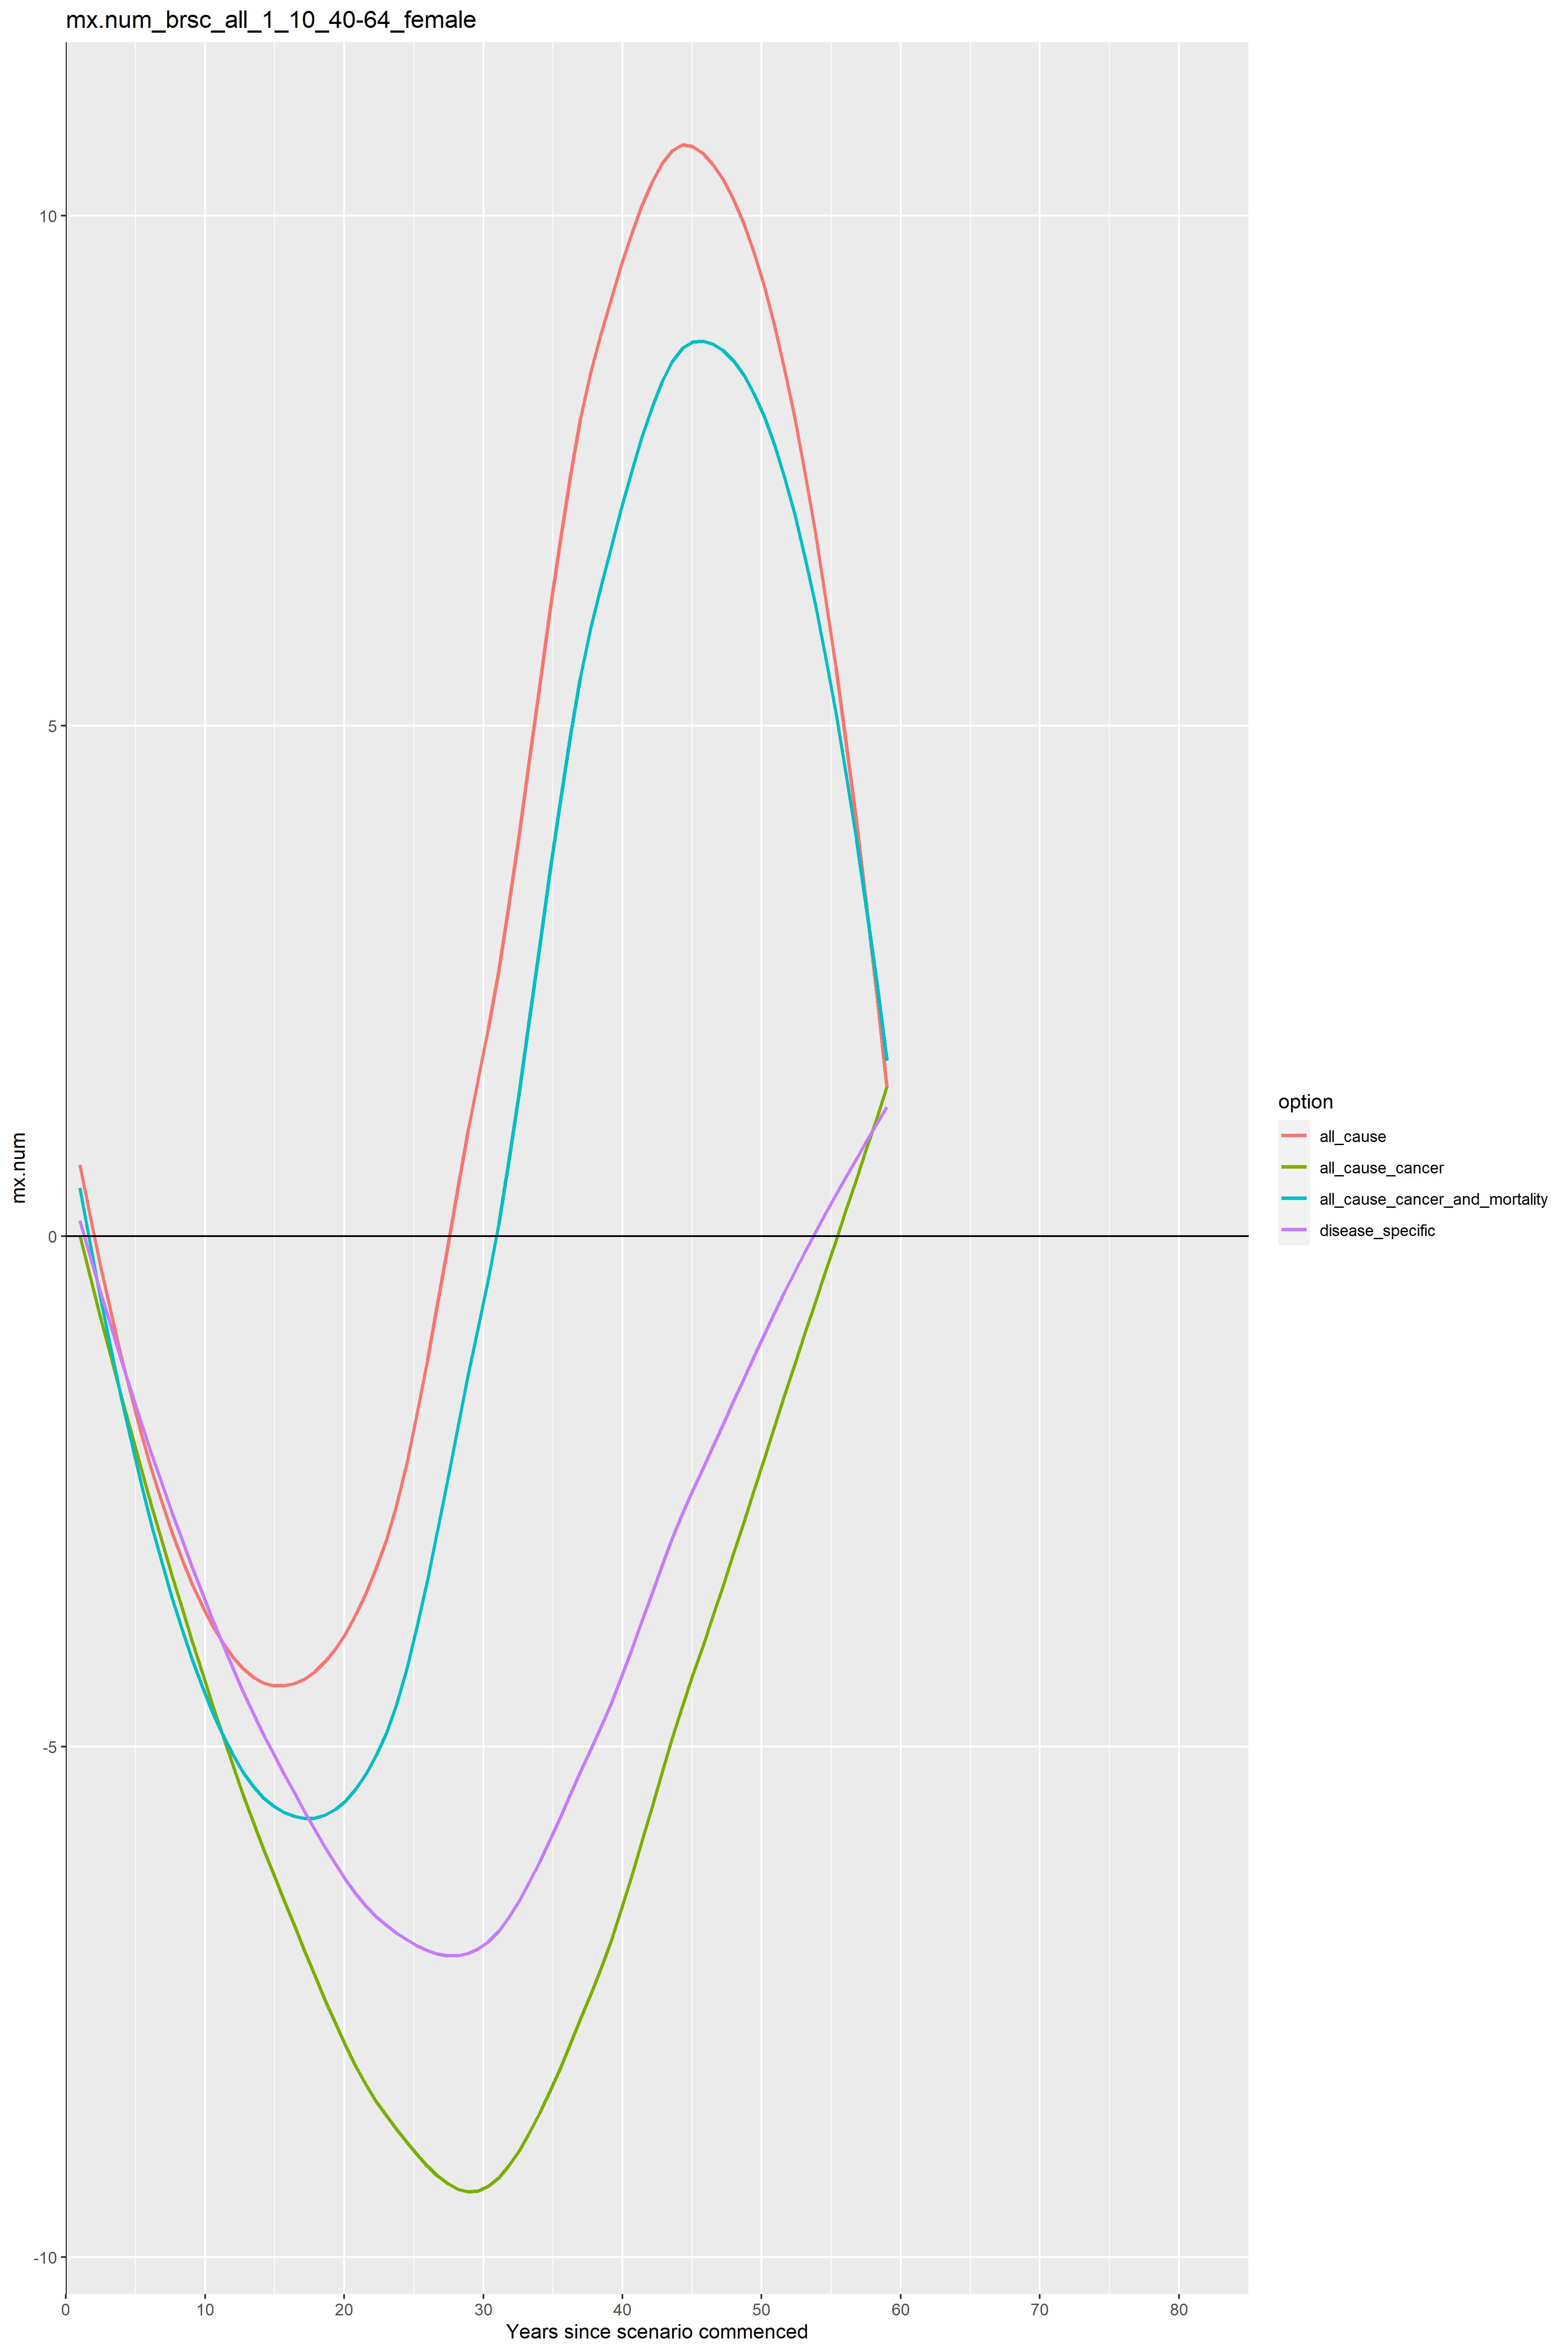 mx.num_brsc_all_1_10_40-64_female
10
5
0
-5
-10
mx.num
0 10 20 30 40 50 60 70 80
Years since scenario commenced
option
all_cause
all_cause_cancer
all_cause_cancer_and_mortality
disease_specific